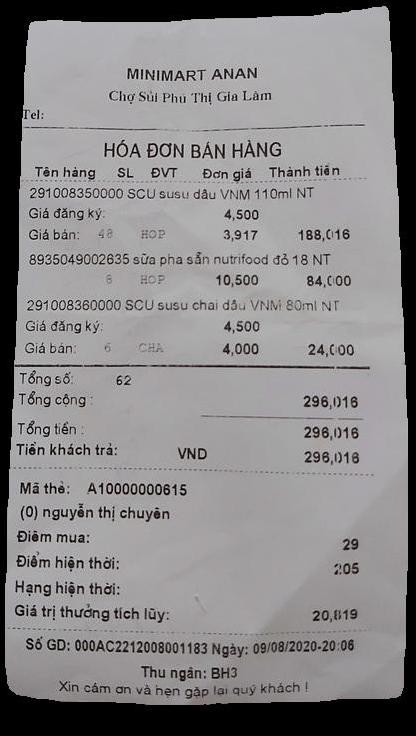 MINIMART ANAN
Chợ Sủi Phú Thị Gia Lâm
Tel:
HÓA ĐƠN BÁN HÀNG
Tên hàng SL ĐVT Đơn giá Thành tiền
291008350000 SCU susu dâu VNM 110ml NT
Giá đăng ký: 4,500
Giá bán: 48 HOP 3,917 188,016
8935049002635 sữa pha sẳn nutrifood đỏ 18 NT
8 HOP 10,500 84,000
291008360000 SCU susu chai dâu VNM 80ml NT
Giá đăng ký: 4,500
Giá bán: 6 CHA 4,000 24,000
Tổng số: 62
Tổng cộng : 296,016
Tổng tiền : 296,016
Tiền khách trả: VND 296,016
Mã thẻ: A10000000615
(0) nguyễn thị chuyên
Điểm mua: 29
Điểm hiện thời: 205
Hạng hiện thời:
Giá trị thưởng tích lũy: 20,819
Số GD: 000AC2212008001183 Ngày: 09/08/2020-20:06
Thu ngân: BH3
Xin cám ơn và hẹn gặp lại quý khách !